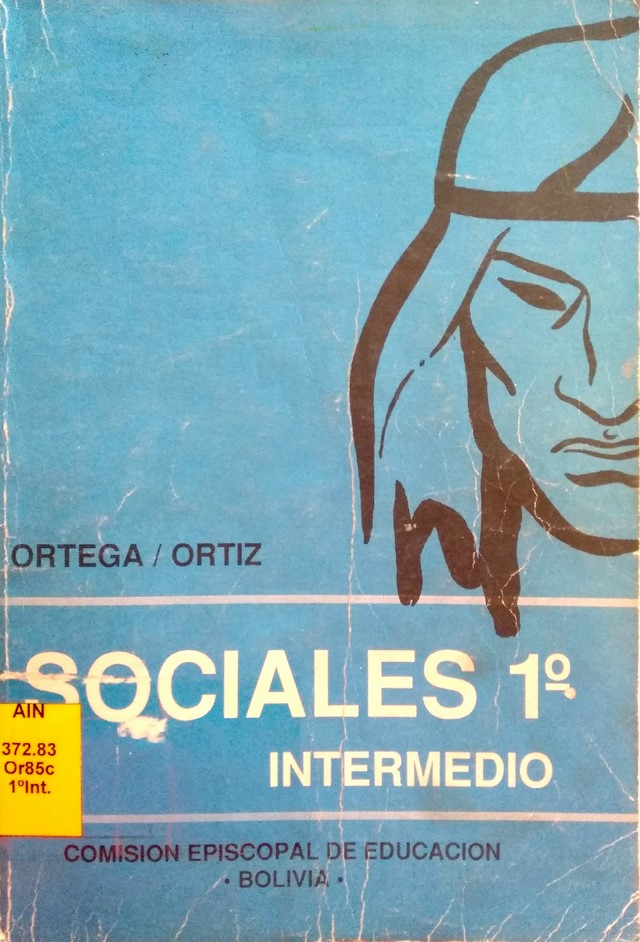 ORTEGA / ORTIZ
SOCIALES 1º
INTERMEDIO
AIN
372.83
Or85c
1ºInt.
COMISION EPISCOPAL DE EDUCACION
• BOLIVIA •